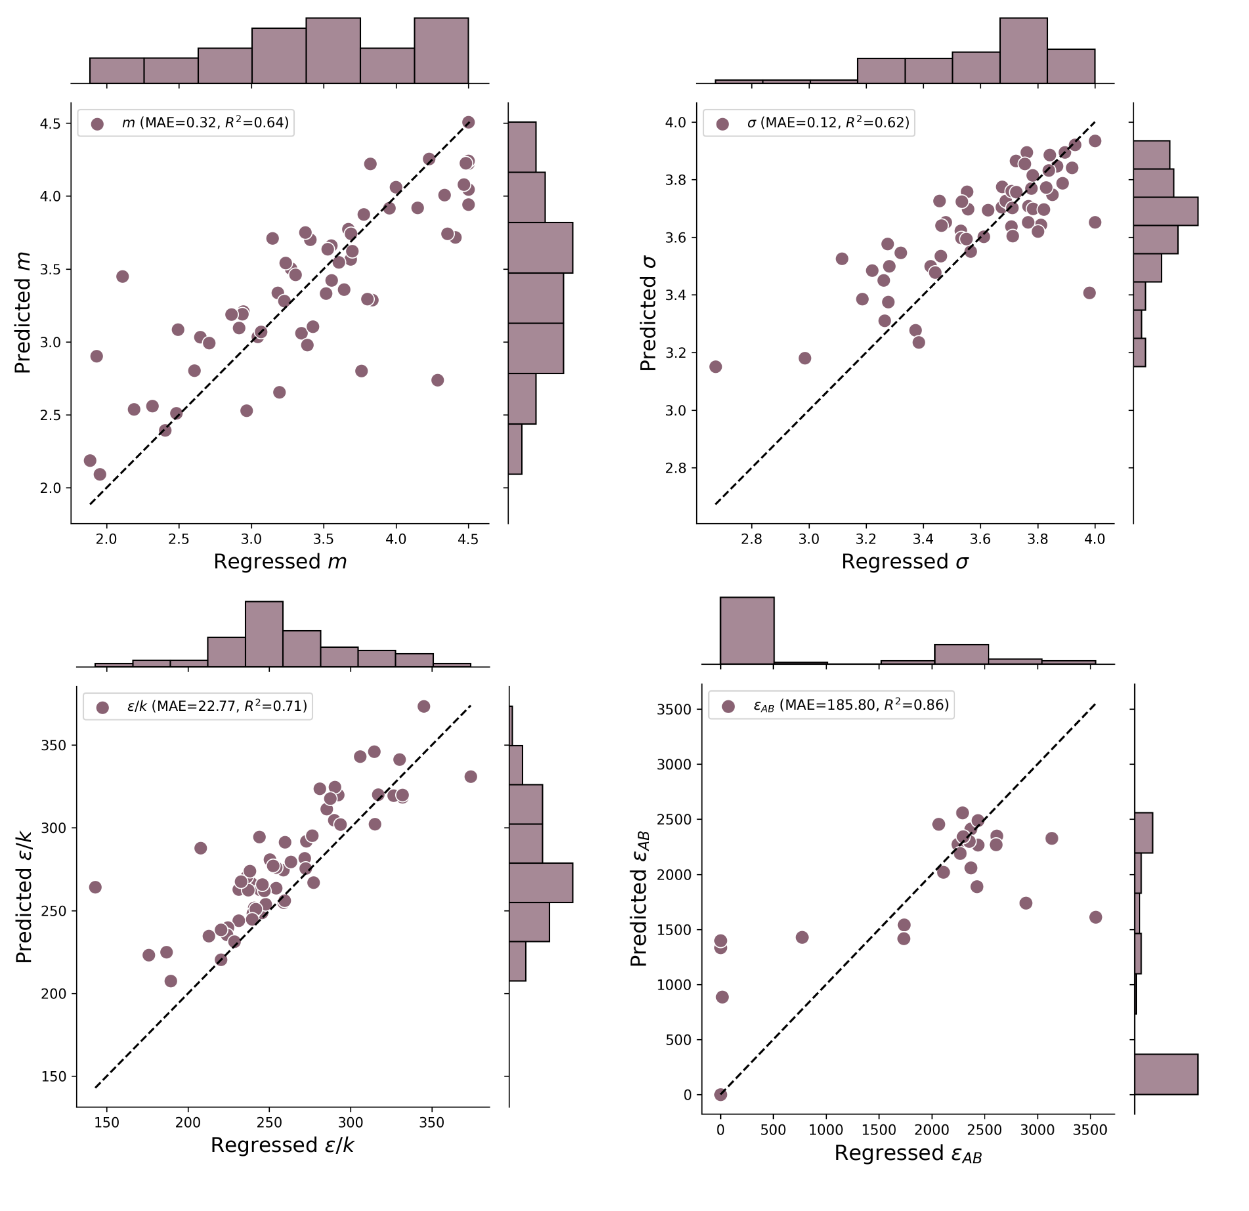 m (MAE=0.32, R²=0.64)
4.5
4.0
3.5
3.0
2.5
2.0
Predicted m
2.0 2.5 3.0 3.5 4.0 4.5
Regressed m
σ (MAE=0.12, R²=0.62)
4.0
3.8
3.6
3.4
3.2
3.0
2.8
Predicted σ
2.8 3.0 3.2 3.4 3.6 3.8 4.0
Regressed σ
ε/k (MAE=22.77, R²=0.71)
350
300
250
200
150
Predicted ε/k
150 200 250 300 350
Regressed ε/k
ε_AB (MAE=185.80, R²=0.86)
3500
3000
2500
2000
1500
1000
500
0
Predicted ε_AB
0 500 1000 1500 2000 2500 3000 3500
Regressed ε_AB